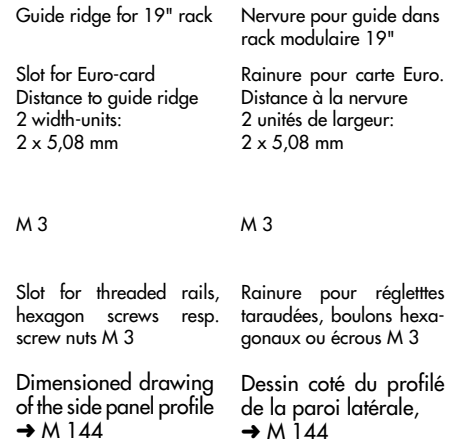 Guide ridge for 19" rack
Slot for Euro-card
Distance to guide ridge
2 width-units:
2 x 5,08 mm
M 3
Slot for threaded rails,
hexagon screws resp.
screw nuts M 3
Dimensioned drawing
of the side panel profile
➜ M 144
Nervure pour guide dans
rack modulaire 19"
Rainure pour carte Euro.
Distance à la nervure
2 unités de largeur:
2 x 5,08 mm
M 3
Rainure pour régletttes
taraudées, boulons hexa-
gonaux ou écrous M 3
Dessin coté du profilé
de la paroi latérale,
➜ M 144